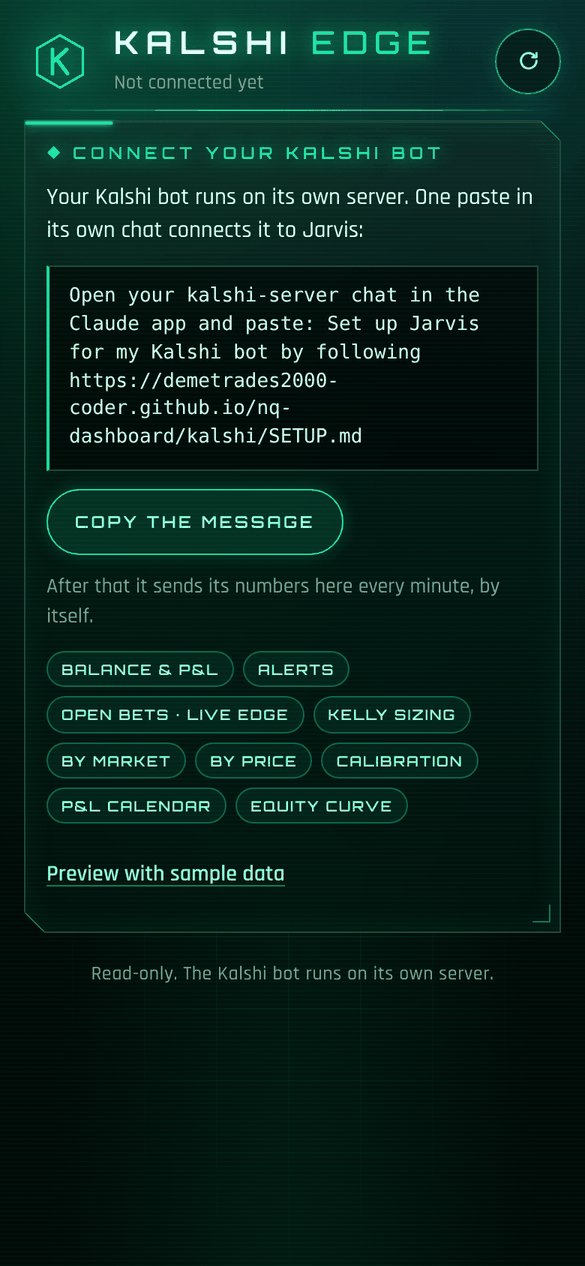 KALSHI EDGE
Not connected yet
◆ CONNECT YOUR KALSHI BOT
Your Kalshi bot runs on its own server. One paste in
its own chat connects it to Jarvis:
Open your kalshi-server chat in the
Claude app and paste: Set up Jarvis
for my Kalshi bot by following
https://demetrades2000-
coder.github.io/nq-
dashboard/kalshi/SETUP.md
COPY THE MESSAGE
After that it sends its numbers here every minute, by
itself.
BALANCE & P&L ALERTS
OPEN BETS · LIVE EDGE KELLY SIZING
BY MARKET BY PRICE CALIBRATION
P&L CALENDAR EQUITY CURVE
Preview with sample data
Read-only. The Kalshi bot runs on its own server.